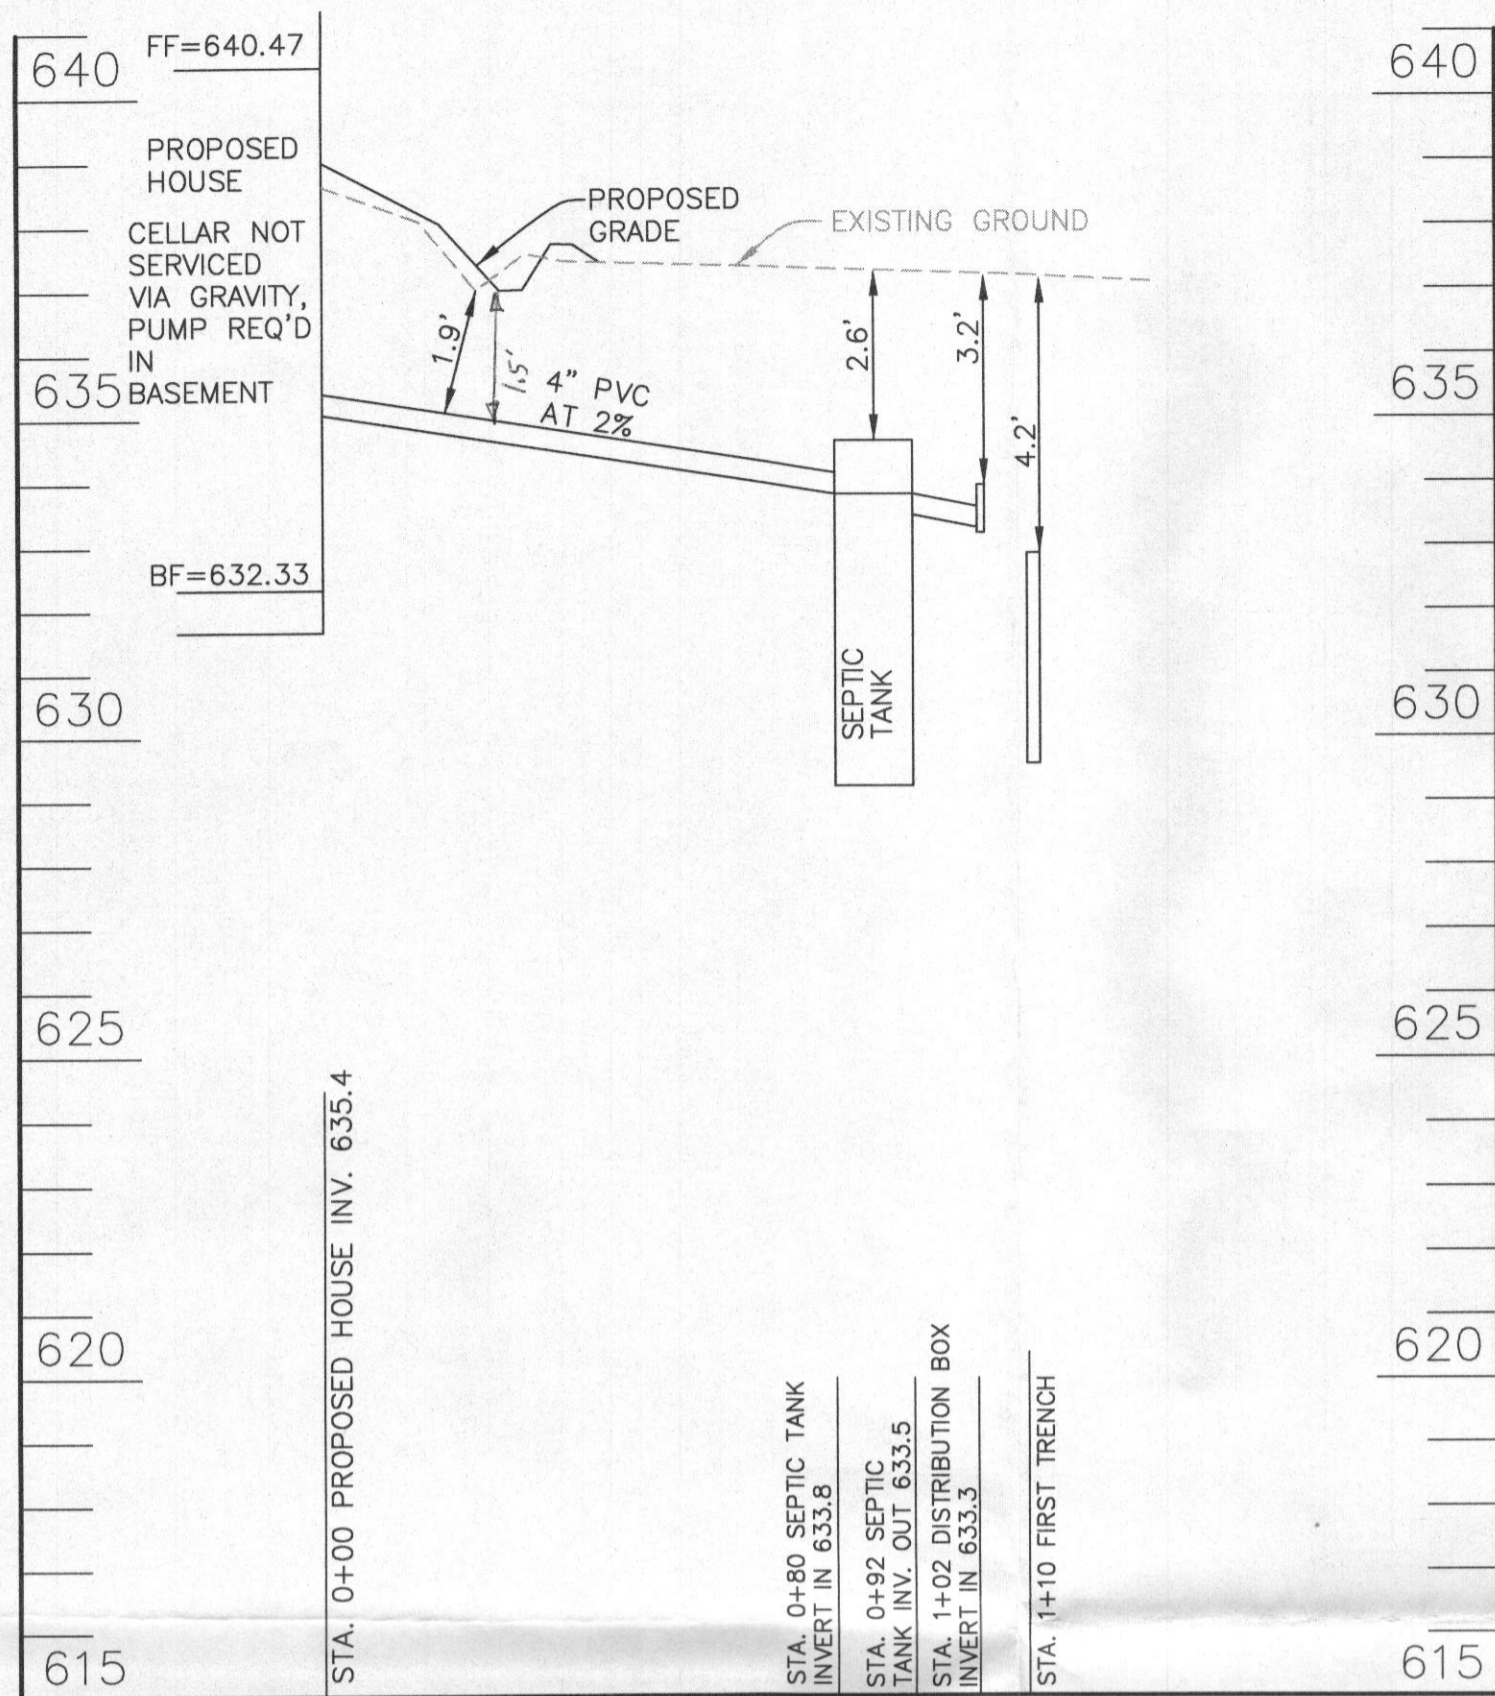 FF=640.47
640
640
PROPOSED
HOUSE
PROPOSED
GRADE
EXISTING GROUND
CELLAR NOT
SERVICED
VIA GRAVITY,
PUMP REQ'D
IN
BASEMENT
1.9'
1.5'
4" PVC
AT 2%
2.6'
3.2'
4.2'
635
635
BF=632.33
SEPTIC
TANK
630
630
625
625
620
620
STA. 0+00 PROPOSED HOUSE INV. 635.4
STA. 0+80 SEPTIC TANK
INVERT IN 633.8
STA. 0+92 SEPTIC
TANK INV. OUT 633.5
STA. 1+02 DISTRIBUTION BOX
INVERT IN 633.3
STA. 1+10 FIRST TRENCH
615
615